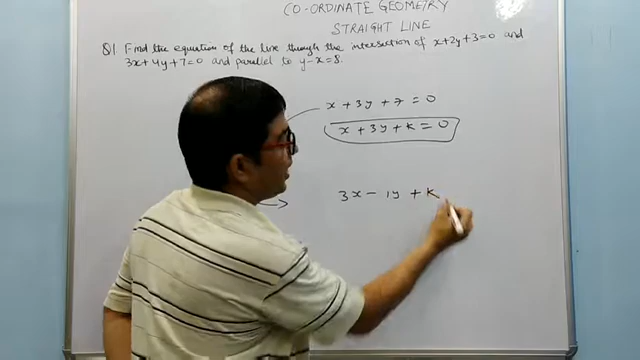 CO-ORDINATE GEOMETRY
STRAIGHT LINE
Q1 Find the equation of the line through the intersection of x+2y+3=0 and
3x+4y+7=0 and parallel to y-x=8.
x + 3y + 7 = 0
x + 3y + k = 0
3x - 1y + k